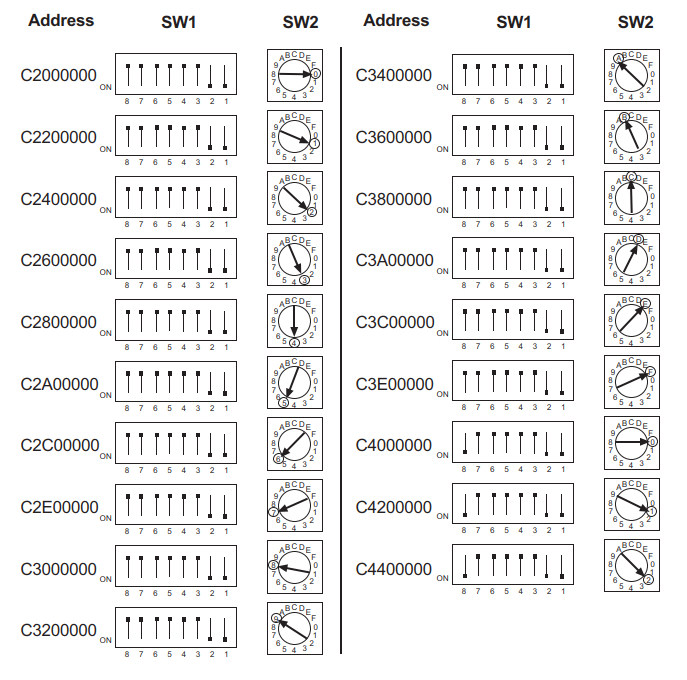 Address SW1 SW2
C2000000 ON
8 7 6 5 4 3 2 1
0 1 2 3 4 5 6 7 8 9 A B C D E F
C2200000 ON
8 7 6 5 4 3 2 1
0 1 2 3 4 5 6 7 8 9 A B C D E F
C2400000 ON
8 7 6 5 4 3 2 1
0 1 2 3 4 5 6 7 8 9 A B C D E F
C2600000 ON
8 7 6 5 4 3 2 1
0 1 2 3 4 5 6 7 8 9 A B C D E F
C2800000 ON
8 7 6 5 4 3 2 1
0 1 2 3 4 5 6 7 8 9 A B C D E F
C2A00000 ON
8 7 6 5 4 3 2 1
0 1 2 3 4 5 6 7 8 9 A B C D E F
C2C00000 ON
8 7 6 5 4 3 2 1
0 1 2 3 4 5 6 7 8 9 A B C D E F
C2E00000 ON
8 7 6 5 4 3 2 1
0 1 2 3 4 5 6 7 8 9 A B C D E F
C3000000 ON
8 7 6 5 4 3 2 1
0 1 2 3 4 5 6 7 8 9 A B C D E F
C3200000 ON
8 7 6 5 4 3 2 1
0 1 2 3 4 5 6 7 8 9 A B C D E F
Address SW1 SW2
C3400000 ON
8 7 6 5 4 3 2 1
0 1 2 3 4 5 6 7 8 9 A B C D E F
C3600000 ON
8 7 6 5 4 3 2 1
0 1 2 3 4 5 6 7 8 9 A B C D E F
C3800000 ON
8 7 6 5 4 3 2 1
0 1 2 3 4 5 6 7 8 9 A B C D E F
C3A00000 ON
8 7 6 5 4 3 2 1
0 1 2 3 4 5 6 7 8 9 A B C D E F
C3C00000 ON
8 7 6 5 4 3 2 1
0 1 2 3 4 5 6 7 8 9 A B C D E F
C3E00000 ON
8 7 6 5 4 3 2 1
0 1 2 3 4 5 6 7 8 9 A B C D E F
C4000000 ON
8 7 6 5 4 3 2 1
0 1 2 3 4 5 6 7 8 9 A B C D E F
C4200000 ON
8 7 6 5 4 3 2 1
0 1 2 3 4 5 6 7 8 9 A B C D E F
C4400000 ON
8 7 6 5 4 3 2 1
0 1 2 3 4 5 6 7 8 9 A B C D E F